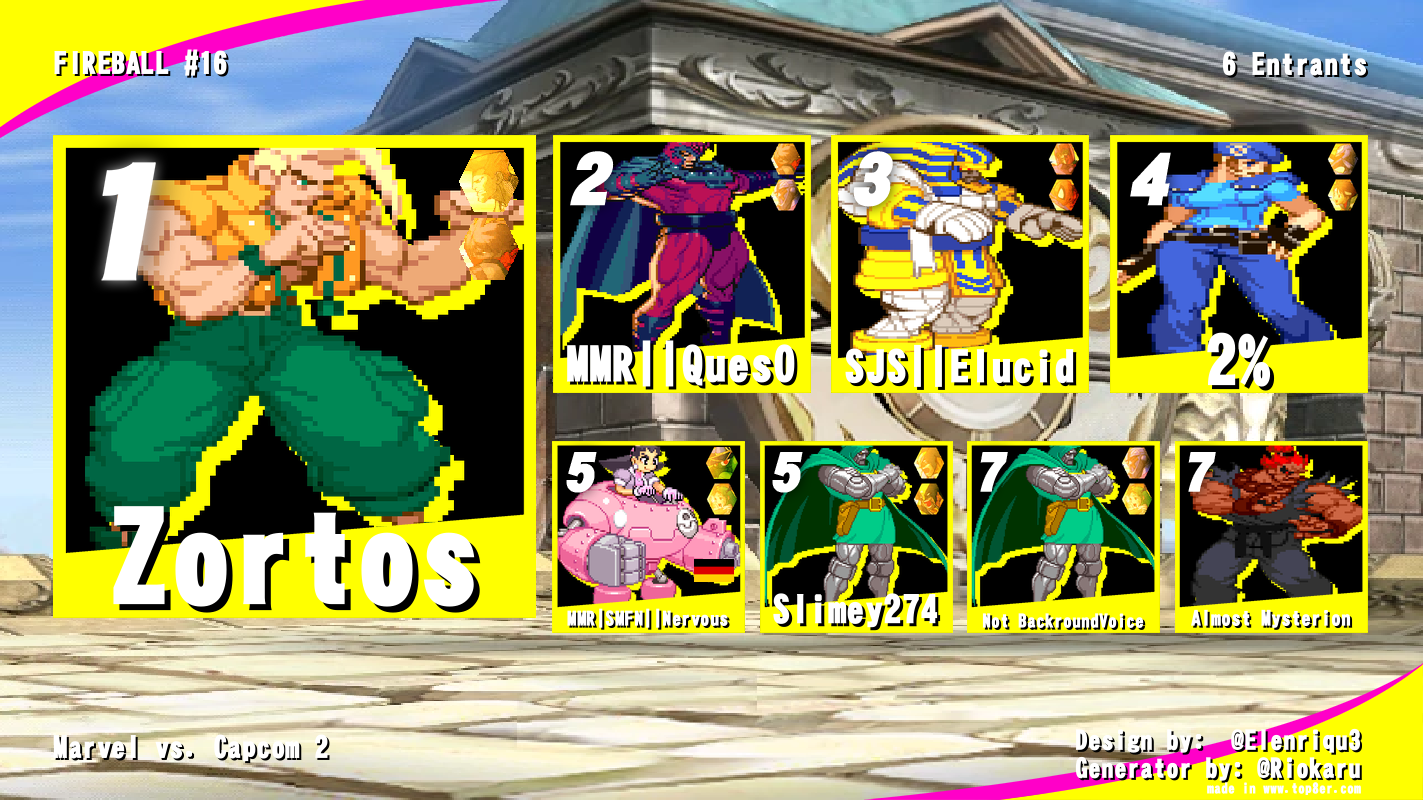 FIREBALL #16
6 Entrants
1
Zortos
2
MMR||Ques0
3
SJS||Elucid
4
2%
5
MMR|SMFN||Nervous
5
Slimey274
7
Not BackroundVoice
7
Almost Mysterion
Marvel vs. Capcom 2
Design by: @Elenriqu3
Generator by: @Riokaru
made in www.top8er.com